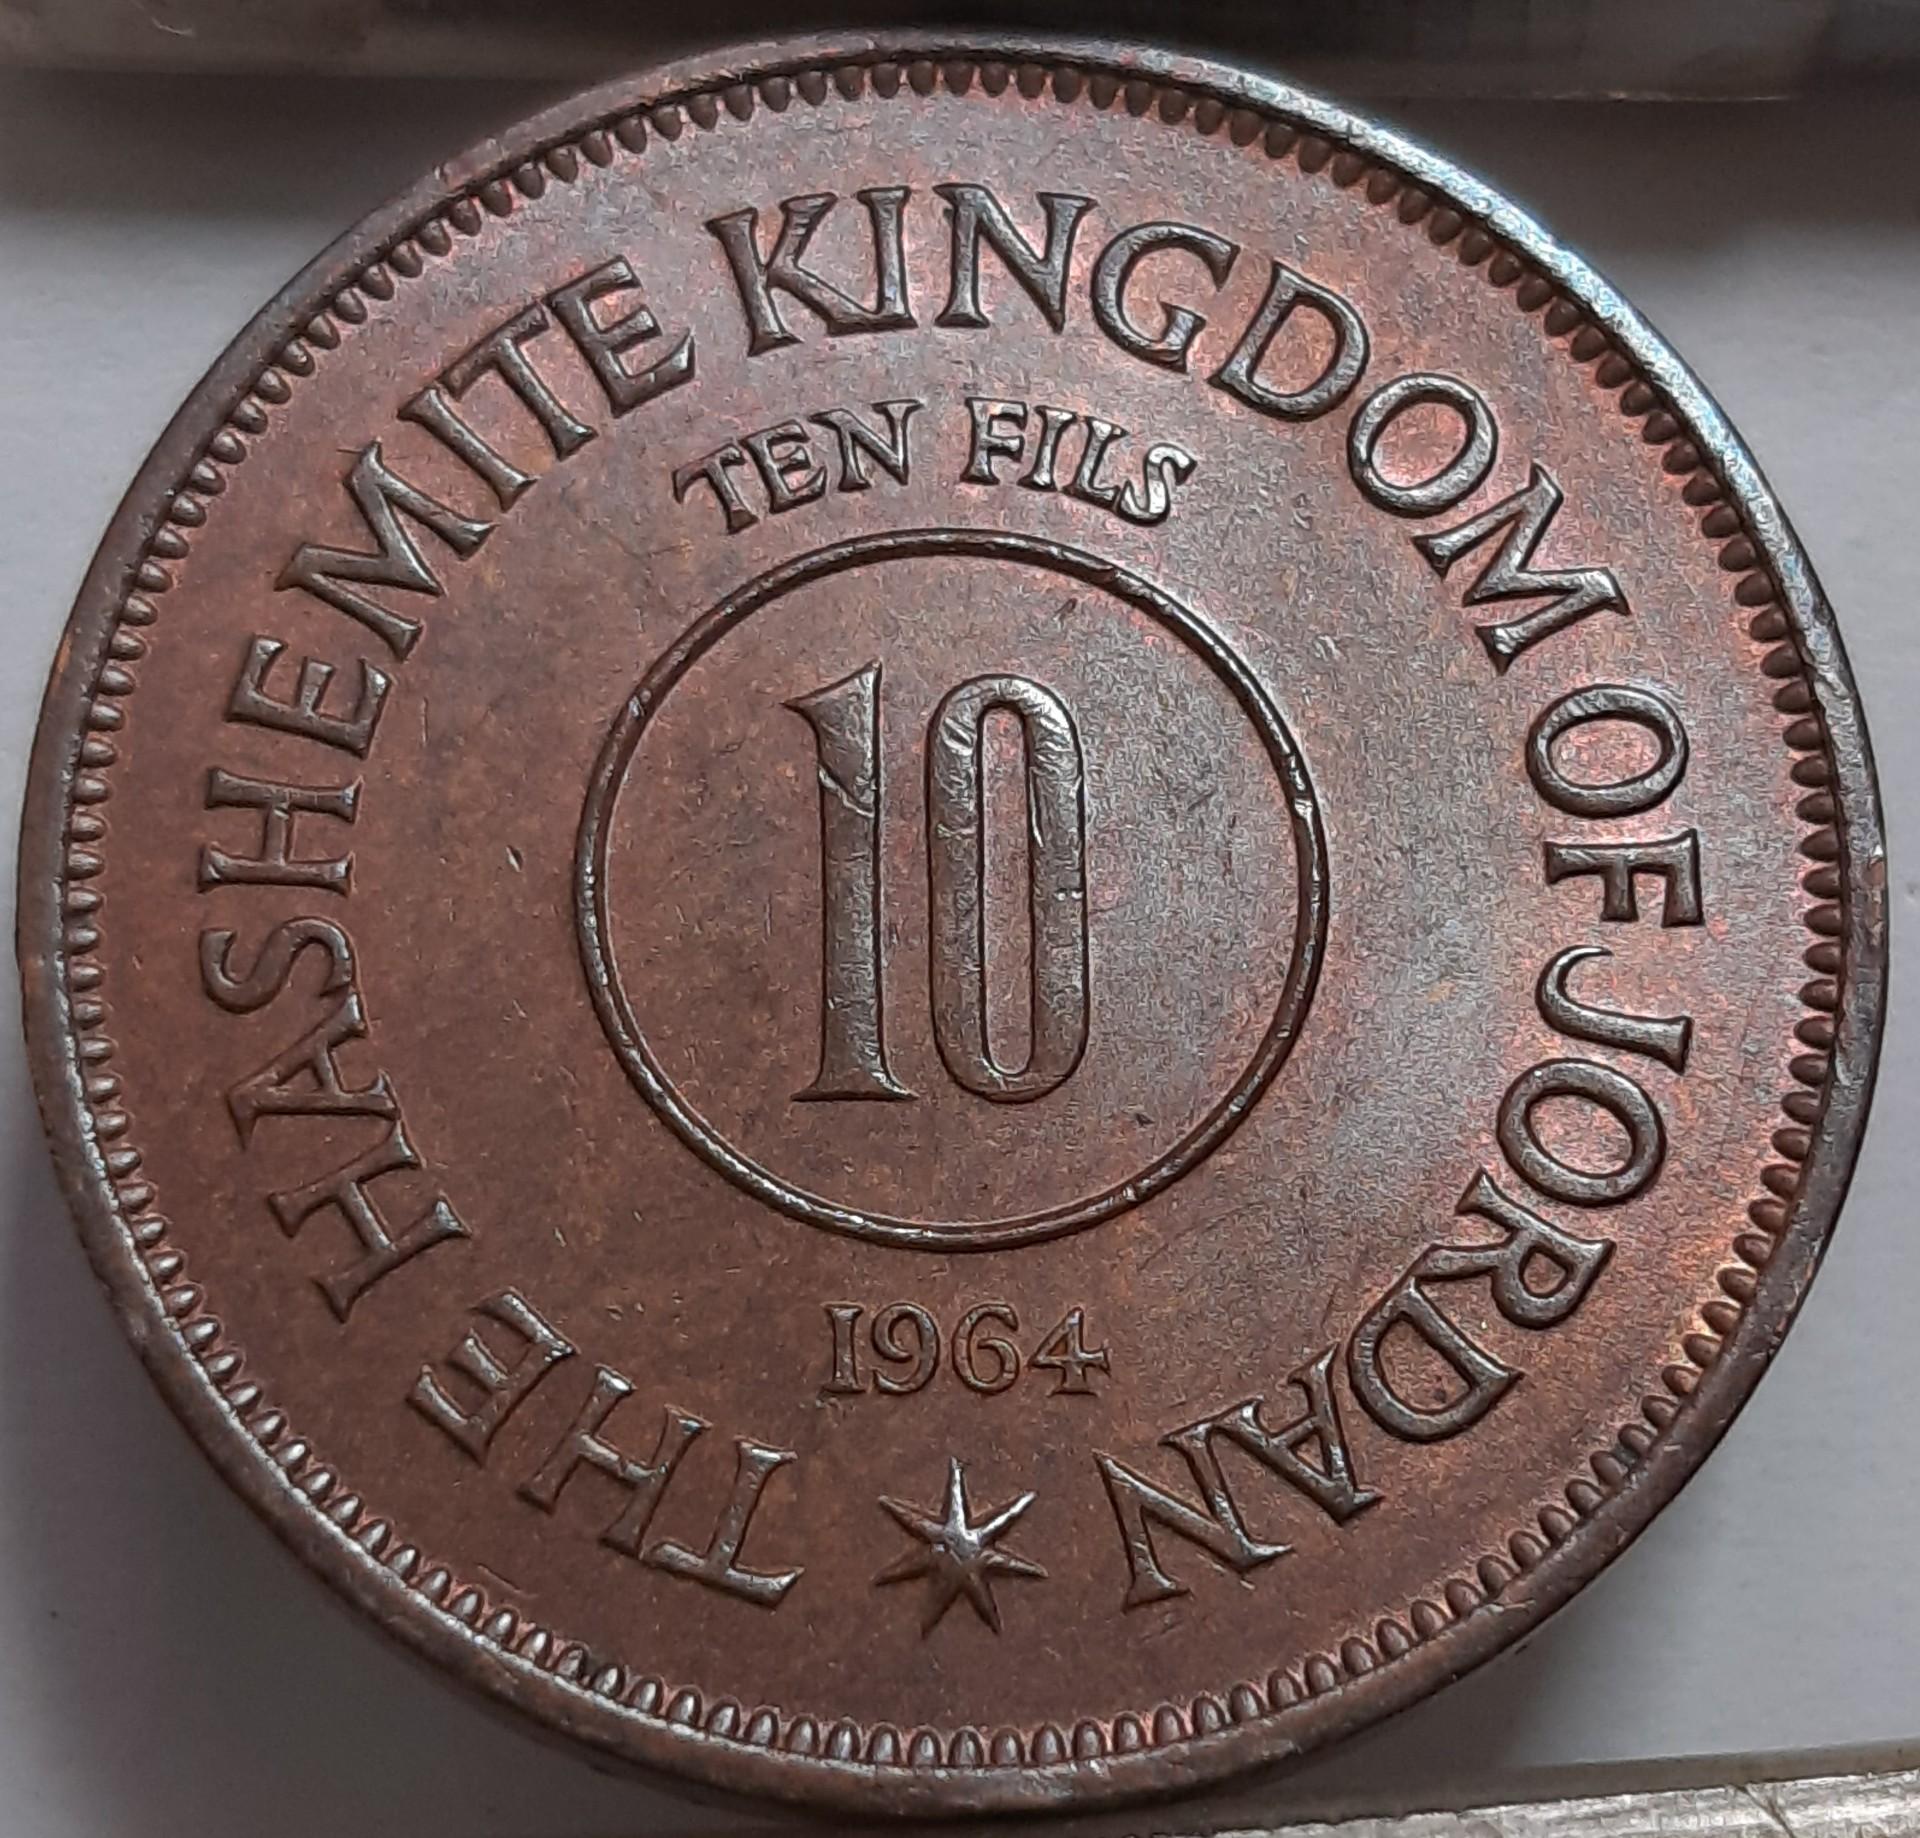 THE HASHEMITE KINGDOM OF JORDAN
TEN FILS
10
1964